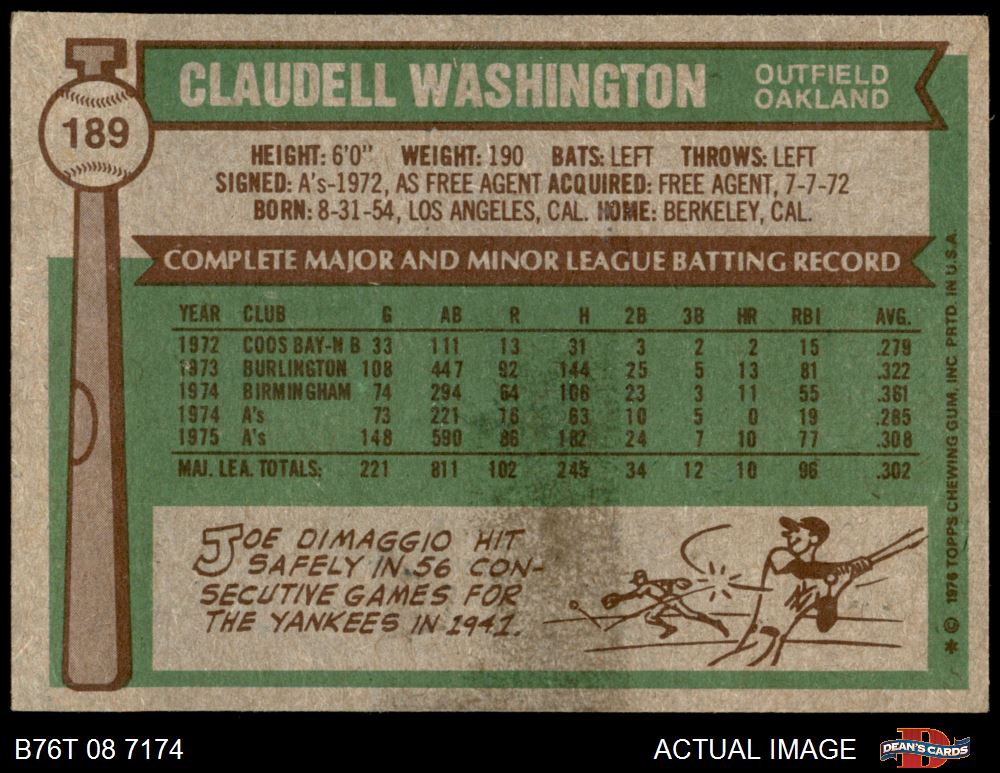 189
CLAUDELL WASHINGTON
OUTFIELD
OAKLAND
HEIGHT: 6'0" WEIGHT: 190 BATS: LEFT THROWS: LEFT
SIGNED: A's-1972, AS FREE AGENT ACQUIRED: FREE AGENT, 7-7-72
BORN: 8-31-54, LOS ANGELES, CAL. HOME: BERKELEY, CAL.
COMPLETE MAJOR AND MINOR LEAGUE BATTING RECORD
YEAR CLUB G AB R H 2B 3B HR RBI AVG.
1972 COOS BAY-N B 33 111 13 31 3 2 2 15 .279
1973 BURLINGTON 108 447 92 144 25 5 13 81 .322
1974 BIRMINGHAM 74 294 64 106 23 3 11 55 .361
1974 A's 73 221 16 63 10 5 0 19 .285
1975 A's 148 590 86 182 24 7 10 77 .308
MAJ. LEA. TOTALS: 221 811 102 245 34 12 10 96 .302
JOE DIMAGGIO HIT
SAFELY IN 56 CON-
SECUTIVE GAMES FOR
THE YANKEES IN 1941.
* © 1976 TOPPS CHEWING GUM, INC PRTD. IN U.S.A.
B76T 08 7174
ACTUAL IMAGE
DEAN'S CARDS